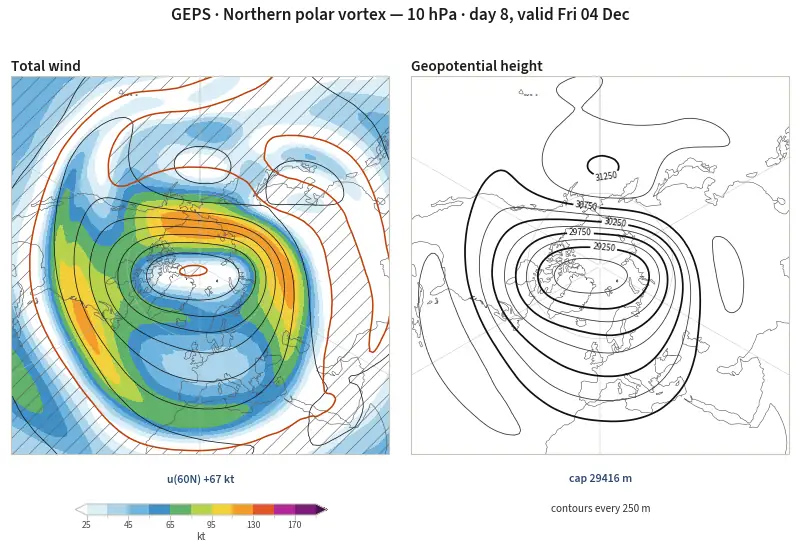 GEPS · Northern polar vortex — 10 hPa · day 8, valid Fri 04 Dec
Total wind
Geopotential height
31250
30750
30250
29750
29250
u(60N) +67 kt
cap 29416 m
contours every 250 m
25 45 65 95 130 170
kt